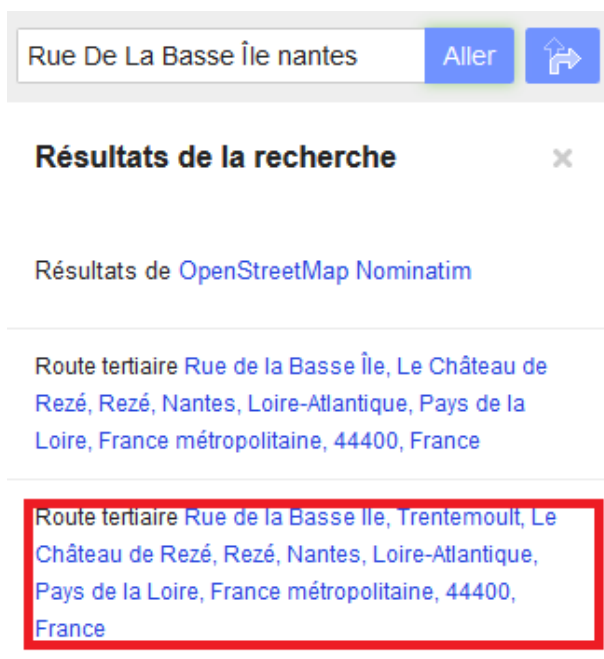 Rue De La Basse Île nantes Aller
Résultats de la recherche ×
Résultats de OpenStreetMap Nominatim
Route tertiaire Rue de la Basse Île, Le Château de
Rezé, Rezé, Nantes, Loire-Atlantique, Pays de la
Loire, France métropolitaine, 44400, France
Route tertiaire Rue de la Basse Ile, Trentemoult, Le
Château de Rezé, Rezé, Nantes, Loire-Atlantique,
Pays de la Loire, France métropolitaine, 44400,
France